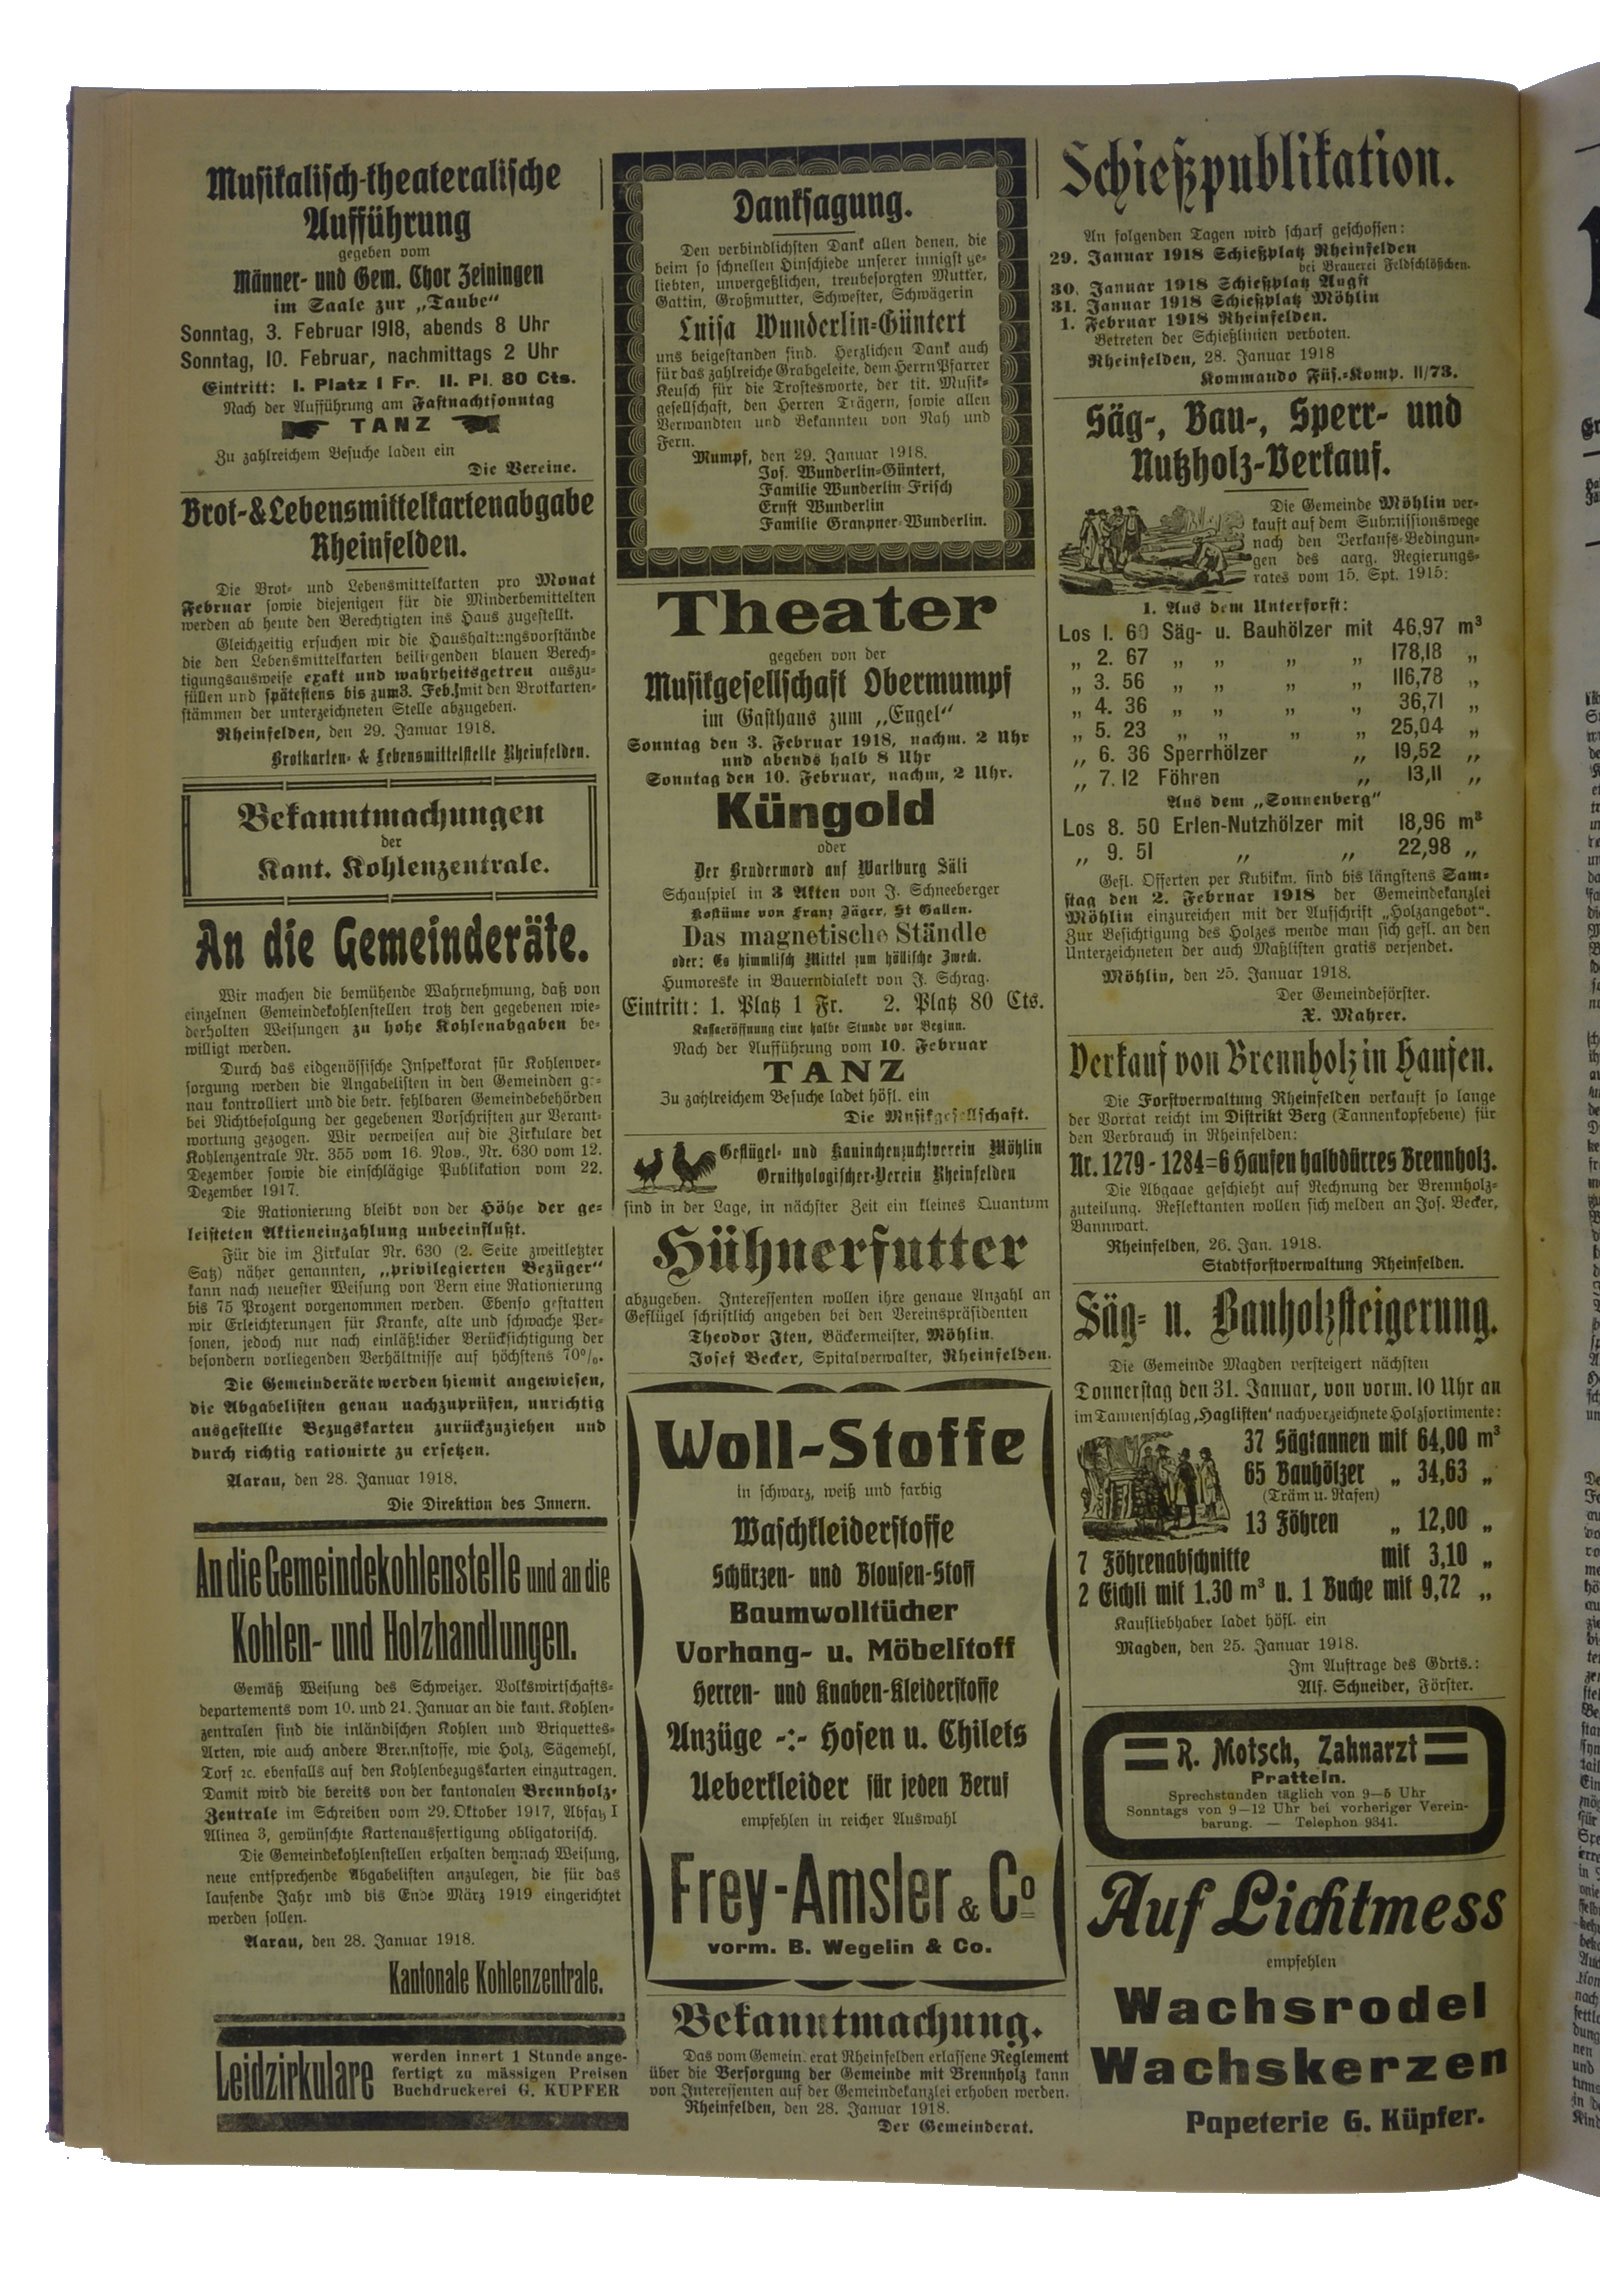 Musikalisch-theateralische
Aufführung
gegeben vom
Männer- und Gem. Chor Zeiningen
im Saale zur „Taube“
Sonntag, 3. Februar 1918, abends 8 Uhr
Sonntag, 10. Februar, nachmittags 2 Uhr
Eintritt: I. Platz 1 Fr. II. Pl. 80 Cts.
Nach der Aufführung am Fastnachtsonntag
TANZ
Zu zahlreichem Besuche laden ein
Die Vereine.
Brot- & Lebensmittelkartenabgabe
Rheinfelden.
Die Brot- und Lebensmittelkarten pro Monat
Februar sowie diejenigen für die Minderbemittelten
werden ab heute den Berechtigten ins Haus zugestellt.
Gleichzeitig ersuchen wir die Haushaltungsvorstände
die den Lebensmittelkarten beiliegenden blauen Berech-
tigungsausweise exakt und wahrheitsgetreu auszu-
füllen und spätestens bis zum 3. Feb. mit den Brotkarten-
stämmen der unterzeichneten Stelle abzugeben.
Rheinfelden, den 29. Januar 1918.
Brotkarten- & Lebensmittelstelle Rheinfelden.
Bekanntmachungen
der
Kant. Kohlenzentrale.
An die Gemeinderäte.
Wir machen die bemühende Wahrnehmung, daß von
einzelnen Gemeindekohlenstellen trotz den gegebenen wie-
derholten Weisungen zu hohe Kohlenabgaben be-
willigt werden.
Durch das eidgenössische Inspektorat für Kohlenver-
sorgung werden die Angabelisten in den Gemeinden ge-
nau kontrolliert und die betr. fehlbaren Gemeindebehörden
bei Nichtbefolgung der gegebenen Vorschriften zur Verant-
wortung gezogen. Wir verweisen auf die Zirkulare der
Kohlenzentrale Nr. 355 vom 16. Nov., Nr. 630 vom 12.
Dezember sowie die einschlägige Publikation vom 22.
Dezember 1917.
Die Rationierung bleibt von der Höhe der ge-
leisteten Aktieneinzahlung unbeeinflußt.
Für die im Zirkular Nr. 630 (2. Seite zweitletzter
Satz) näher genannten, „privilegierten Bezüger“
kann nach neuester Weisung von Bern eine Rationierung
bis 75 Prozent vorgenommen werden. Ebenso gestatten
wir Erleichterungen für Kranke, alte und schwache Per-
sonen, jedoch nur nach einläßlicher Berücksichtigung der
besondern vorliegenden Verhältnisse auf höchstens 70%.
Die Gemeinderäte werden hiemit angewiesen,
die Abgabelisten genau nachzuprüfen, unrichtig
ausgestellte Bezugskarten zurückzuziehen und
durch richtig rationirte zu ersetzen.
Aarau, den 28. Januar 1918.
Die Direktion des Innern.
An die Gemeindekohlenstelle und an die
Kohlen- und Holzhandlungen.
Gemäß Weisung des Schweizer. Volkswirtschafts-
departements vom 10. und 21. Januar an die kant. Kohlen-
zentralen sind die inländischen Kohlen und Briquettes-
Arten, wie auch andere Brennstoffe, wie Holz, Sägemehl,
Torf ꝛc. ebenfalls auf den Kohlenbezugskarten einzutragen.
Damit wird die bereits von der kantonalen Brennholz-
Zentrale im Schreiben vom 29. Oktober 1917, Absatz I
Alinea 3, gewünschte Kartenausfertigung obligatorisch.
Die Gemeindekohlenstellen erhalten demnach Weisung,
neue entsprechende Abgabelisten anzulegen, die für das
laufende Jahr und bis Ende März 1919 eingerichtet
werden sollen.
Aarau, den 28. Januar 1918.
Kantonale Kohlenzentrale.
Leidzirkulare werden innert 1 Stunde ange-
fertigt zu mässigen Preisen
Buchdruckerei G. KUPFER
Danksagung.
Den verbindlichsten Dank allen denen, die
beim so schnellen Hinschiede unserer innigst ge-
liebten, unvergeßlichen, treubesorgten Mutter,
Gattin, Großmutter, Schwester, Schwägerin
Luisa Wunderlin-Güntert
uns beigestanden sind. Herzlichen Dank auch
für das zahlreiche Grabgeleite, dem Herrn Pfarrer
Keusch für die Trostesworte, der tit. Musik-
gesellschaft, den Herren Trägern, sowie allen
Verwandten und Bekannten von Nah und
Fern.
Mumpf, den 29. Januar 1918.
Jos. Wunderlin-Güntert,
Familie Wunderlin-Frisch
Ernst Wunderlin
Familie Granpner-Wunderlin.
Theater
gegeben von der
Musikgesellschaft Obermumpf
im Gasthaus zum „Engel“
Sonntag den 3. Februar 1918, nachm. 2 Uhr
und abends halb 8 Uhr
Sonntag den 10. Februar, nachm, 2 Uhr.
Küngold
oder
Der Brudermord auf Wartburg Säli
Schauspiel in 3 Akten von J. Schneeberger
Kostüme von Franz Jäger, St Gallen.
Das magnetische Ständle
oder: Es himmlisch Mittel zum höllische Zweck.
Humoreske in Bauerndialekt von J. Schrag.
Eintritt: 1. Platz 1 Fr. 2. Platz 80 Cts.
Kassaeröffnung eine halbe Stunde vor Beginn.
Nach der Aufführung vom 10. Februar
TANZ
Zu zahlreichem Besuche ladet höfl. ein
Die Musikgesellschaft.
Geflügel- und Kaninchenzuchtverein Möhlin
Ornithologischer-Verein Rheinfelden
sind in der Lage, in nächster Zeit ein kleines Quantum
Hühnerfutter
abzugeben. Interessenten wollen ihre genaue Anzahl an
Geflügel schriftlich angeben bei den Vereinspräsidenten
Theodor Iten, Bäckermeister, Möhlin.
Josef Becker, Spitalverwalter, Rheinfelden.
Woll-Stoffe
in schwarz, weiß und farbig
Waschkleiderstoffe
Schürzen- und Blousen-Stoff
Baumwolltücher
Vorhang- u. Möbelstoff
Herren- und Knaben-Kleiderstoffe
Anzüge -:- Hosen u. Chilets
Ueberkleider für jeden Beruf
empfehlen in reicher Auswahl
Frey-Amsler & Co
vorm. B. Wegelin & Co.
Bekanntmachung.
Das vom Gemeinderat Rheinfelden erlassene Reglement
über die Versorgung der Gemeinde mit Brennholz kann
von Interessenten auf der Gemeindekanzlei erhoben werden.
Rheinfelden, den 28. Januar 1918.
Der Gemeinderat.
Schießpublikation.
An folgenden Tagen wird scharf geschossen:
29. Januar 1918 Schießplatz Rheinfelden
bei Brauerei Feldschlößchen.
30. Januar 1918 Schießplatz Augst
31. Januar 1918 Schießplatz Möhlin
1. Februar 1918 Rheinfelden.
Betreten der Schießlinien verboten.
Rheinfelden, 28. Januar 1918
Kommando Füs.-Komp. II/73.
Säg-, Bau-, Sperr- und
Nutzholz-Verkauf.
Die Gemeinde Möhlin ver-
kauft auf dem Submissionswege
nach den Verkaufs-Bedingun-
gen des aarg. Regierungs-
rates vom 15. Spt. 1915:
1. Aus dem Unterforst:
Los 1. 60 Säg- u. Bauhölzer mit 46,97 m³
„ 2. 67 „ „ „ „ 178,18 „
„ 3. 56 „ „ „ „ 116,78 „
„ 4. 36 „ „ „ „ 36,71 „
„ 5. 23 „ „ „ „ 25,04 „
„ 6. 36 Sperrhölzer „ 19,52 „
„ 7. 12 Föhren „ 13,11 „
Aus dem „Sonnenberg“
Los 8. 50 Erlen-Nutzhölzer mit 18,96 m³
„ 9. 51 „ „ 22,98 „
Gefl. Offerten per Kubikm. sind bis längstens Sam-
stag den 2. Februar 1918 der Gemeindekanzlei
Möhlin einzureichen mit der Aufschrift „Holzangebot“.
Zur Besichtigung des Holzes wende man sich gefl. an den
Unterzeichneten der auch Maßlisten gratis versendet.
Möhlin, den 25. Januar 1918.
Der Gemeindeförster.
X. Mahrer.
Verkauf von Brennholz in Hausen.
Die Forstverwaltung Rheinfelden verkauft so lange
der Vorrat reicht im Distrikt Berg (Tannenkopfebene) für
den Verbrauch in Rheinfelden:
Nr. 1279 - 1284 = 6 Hausen halbdürres Brennholz.
Die Abgaae geschieht auf Rechnung der Brennholz-
zuteilung. Reflektanten wollen sich melden an Jos. Becker,
Bannwart.
Rheinfelden, 26. Jan. 1918.
Stadtforstverwaltung Rheinfelden.
Säg- u. Bauholzsteigerung.
Die Gemeinde Magden versteigert nächsten
Donnerstag den 31. Januar, von vorm. 10 Uhr an
im Tannenschlag ‚Haglisten‘ nachverzeichnete Holzsortimente:
37 Sägtannen mit 64,00 m³
65 Bauhölzer „ 34,63 „
(Träm u. Rafen)
13 Föhren „ 12,00 „
7 Föhrenabschnitte mit 3,10 „
2 Eichli mit 1.30 m³ u. 1 Buche mit 9,72 „
Kaufliebhaber ladet höfl. ein
Magden, den 25. Januar 1918.
Im Auftrage des Gdrts.:
Alf. Schneider, Förster.
R. Motsch, Zahnarzt
Pratteln.
Sprechstunden täglich von 9—5 Uhr
Sonntags von 9—12 Uhr bei vorheriger Verein-
barung. — Telephon 9341.
Auf Lichtmess
empfehlen
Wachsrodel
Wachskerzen
Papeterie G. Küpfer.